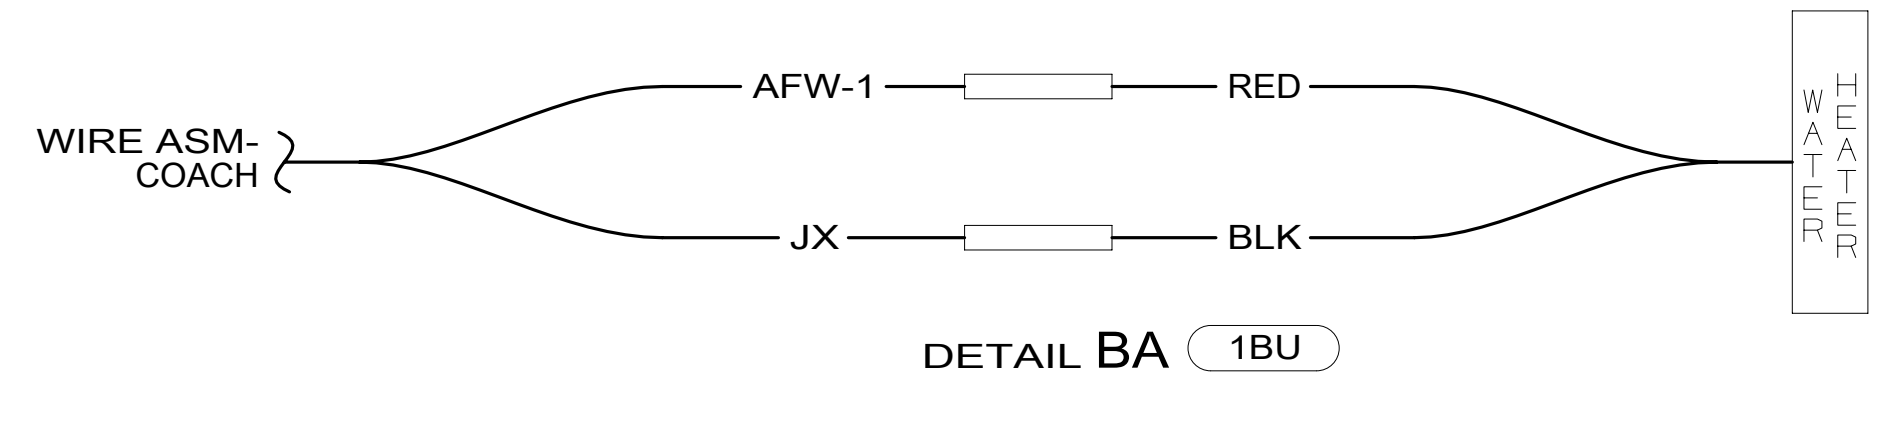 WIRE ASM-
COACH
AFW-1
RED
JX
BLK
WATER
HEATER
DETAIL BA 1BU